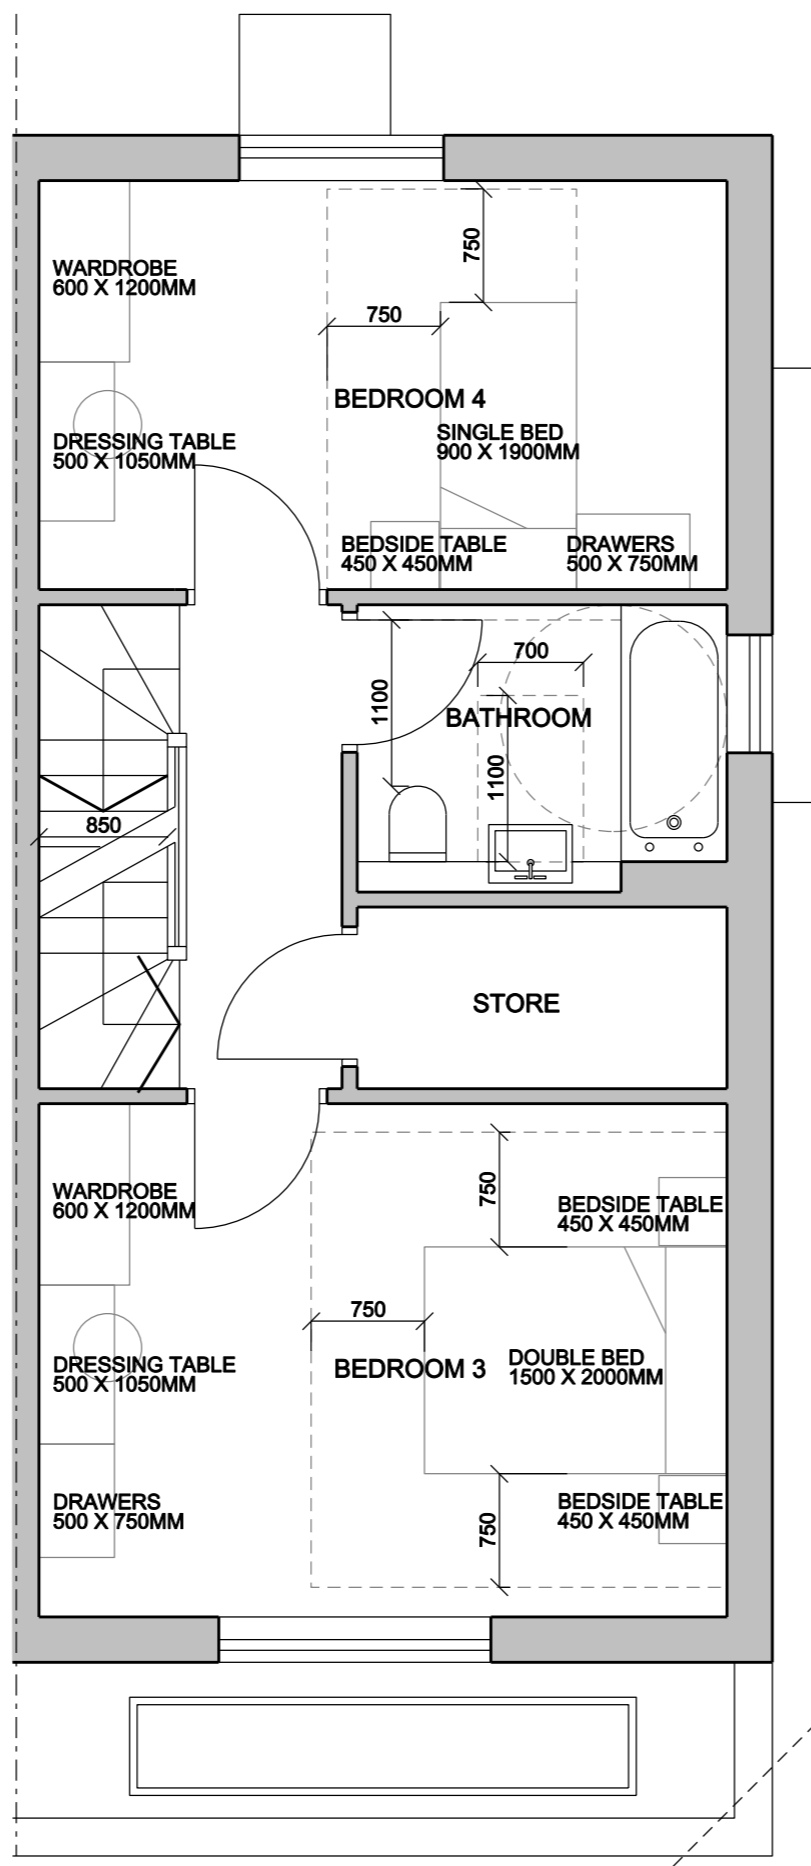 WARDROBE
600 X 1200MM
750
750
BEDROOM 4
DRESSING TABLE
500 X 1050MM
SINGLE BED
900 X 1900MM
BEDSIDE TABLE
450 X 450MM
DRAWERS
500 X 750MM
700
1100
BATHROOM
1100
850
STORE
WARDROBE
600 X 1200MM
750
BEDSIDE TABLE
450 X 450MM
750
DRESSING TABLE
500 X 1050MM
BEDROOM 3
DOUBLE BED
1500 X 2000MM
DRAWERS
500 X 750MM
750
BEDSIDE TABLE
450 X 450MM